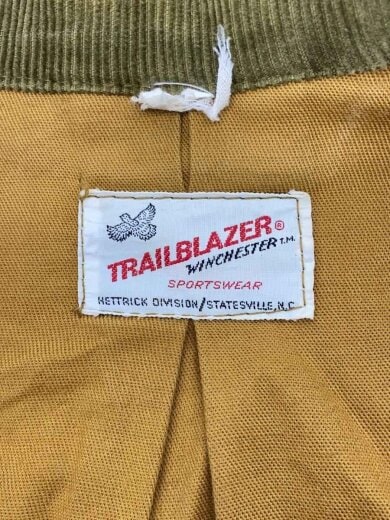 TRAILBLAZER®
WINCHESTER T.M.
SPORTSWEAR
HETTRICK DIVISION/STATESVILLE, N.C.